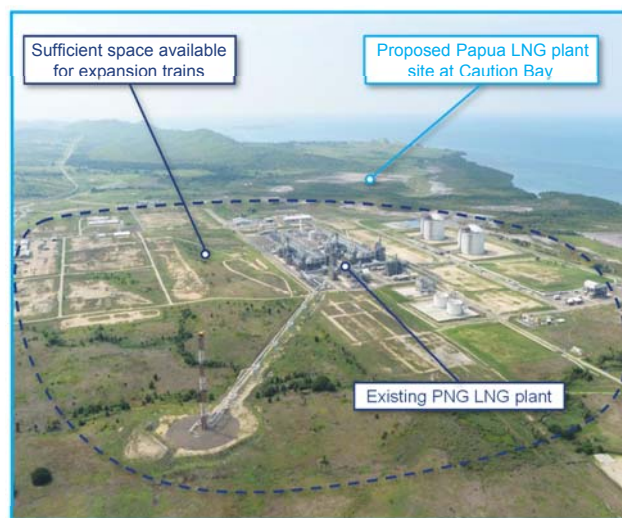 Sufficient space available
for expansion trains
Proposed Papua LNG plant
site at Caution Bay
Existing PNG LNG plant